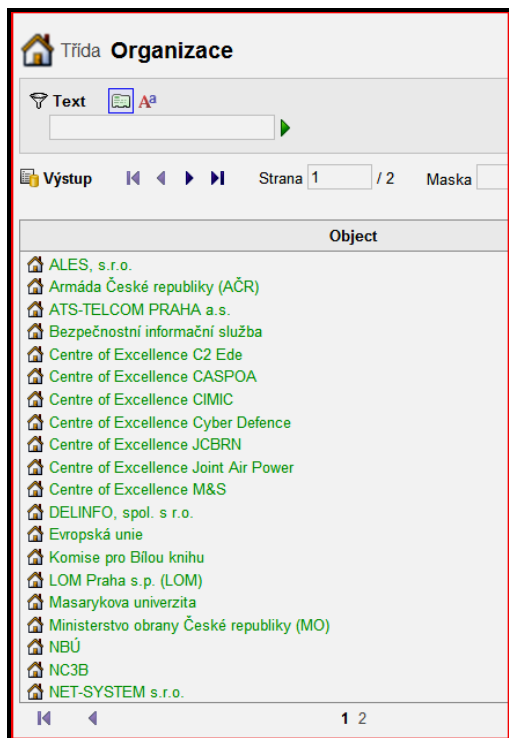 Třída Organizace
Text Aa
Výstup Strana 1 / 2 Maska
Object
ALES, s.r.o.
Armáda České republiky (AČR)
ATS-TELCOM PRAHA a.s.
Bezpečnostní informační služba
Centre of Excellence C2 Ede
Centre of Excellence CASPOA
Centre of Excellence CIMIC
Centre of Excellence Cyber Defence
Centre of Excellence JCBRN
Centre of Excellence Joint Air Power
Centre of Excellence M&S
DELINFO, spol. s r.o.
Evropská unie
Komise pro Bílou knihu
LOM Praha s.p. (LOM)
Masarykova univerzita
Ministerstvo obrany České republiky (MO)
NBÚ
NC3B
NET-SYSTEM s.r.o.
1 2